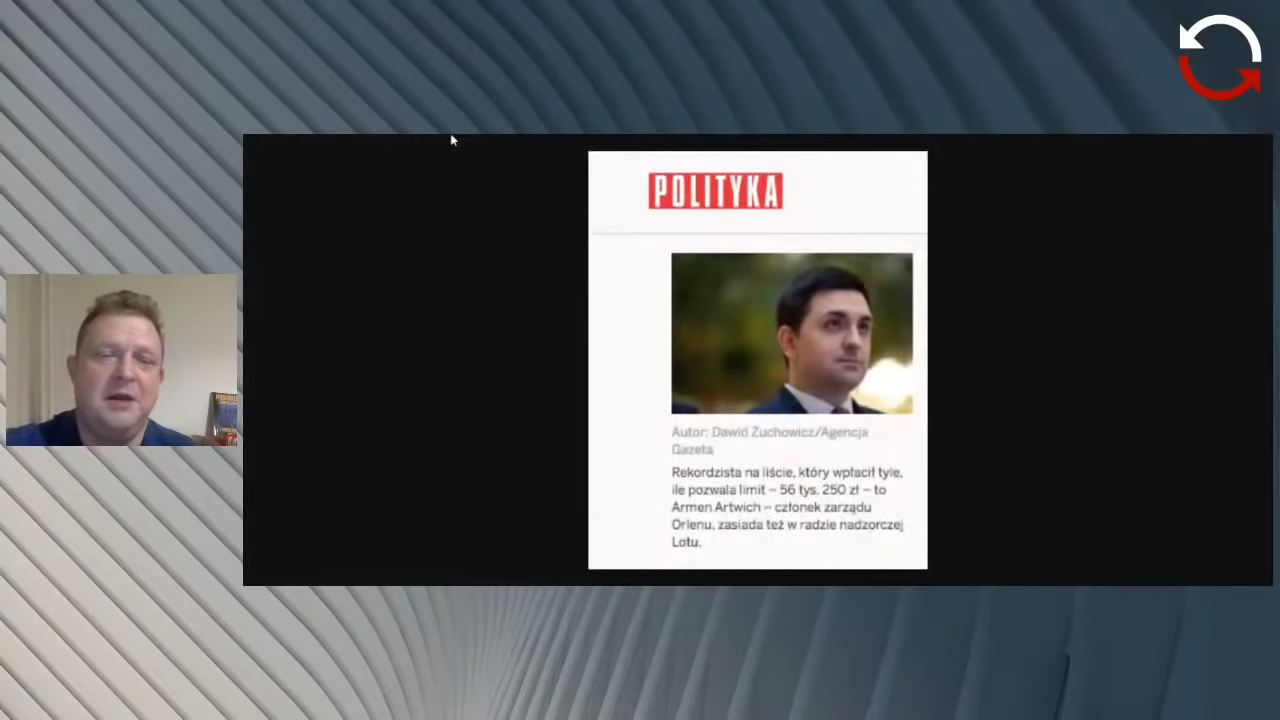 POLITYKA
Autor: Dawid Zuchowicz/Agencja
Gazeta
Rekordzista na liście, który wpłacił tyle,
ile pozwala limit – 56 tys. 250 zł – to
Armen Artwich – członek zarządu
Orlenu, zasiada też w radzie nadzorczej
Lotu.